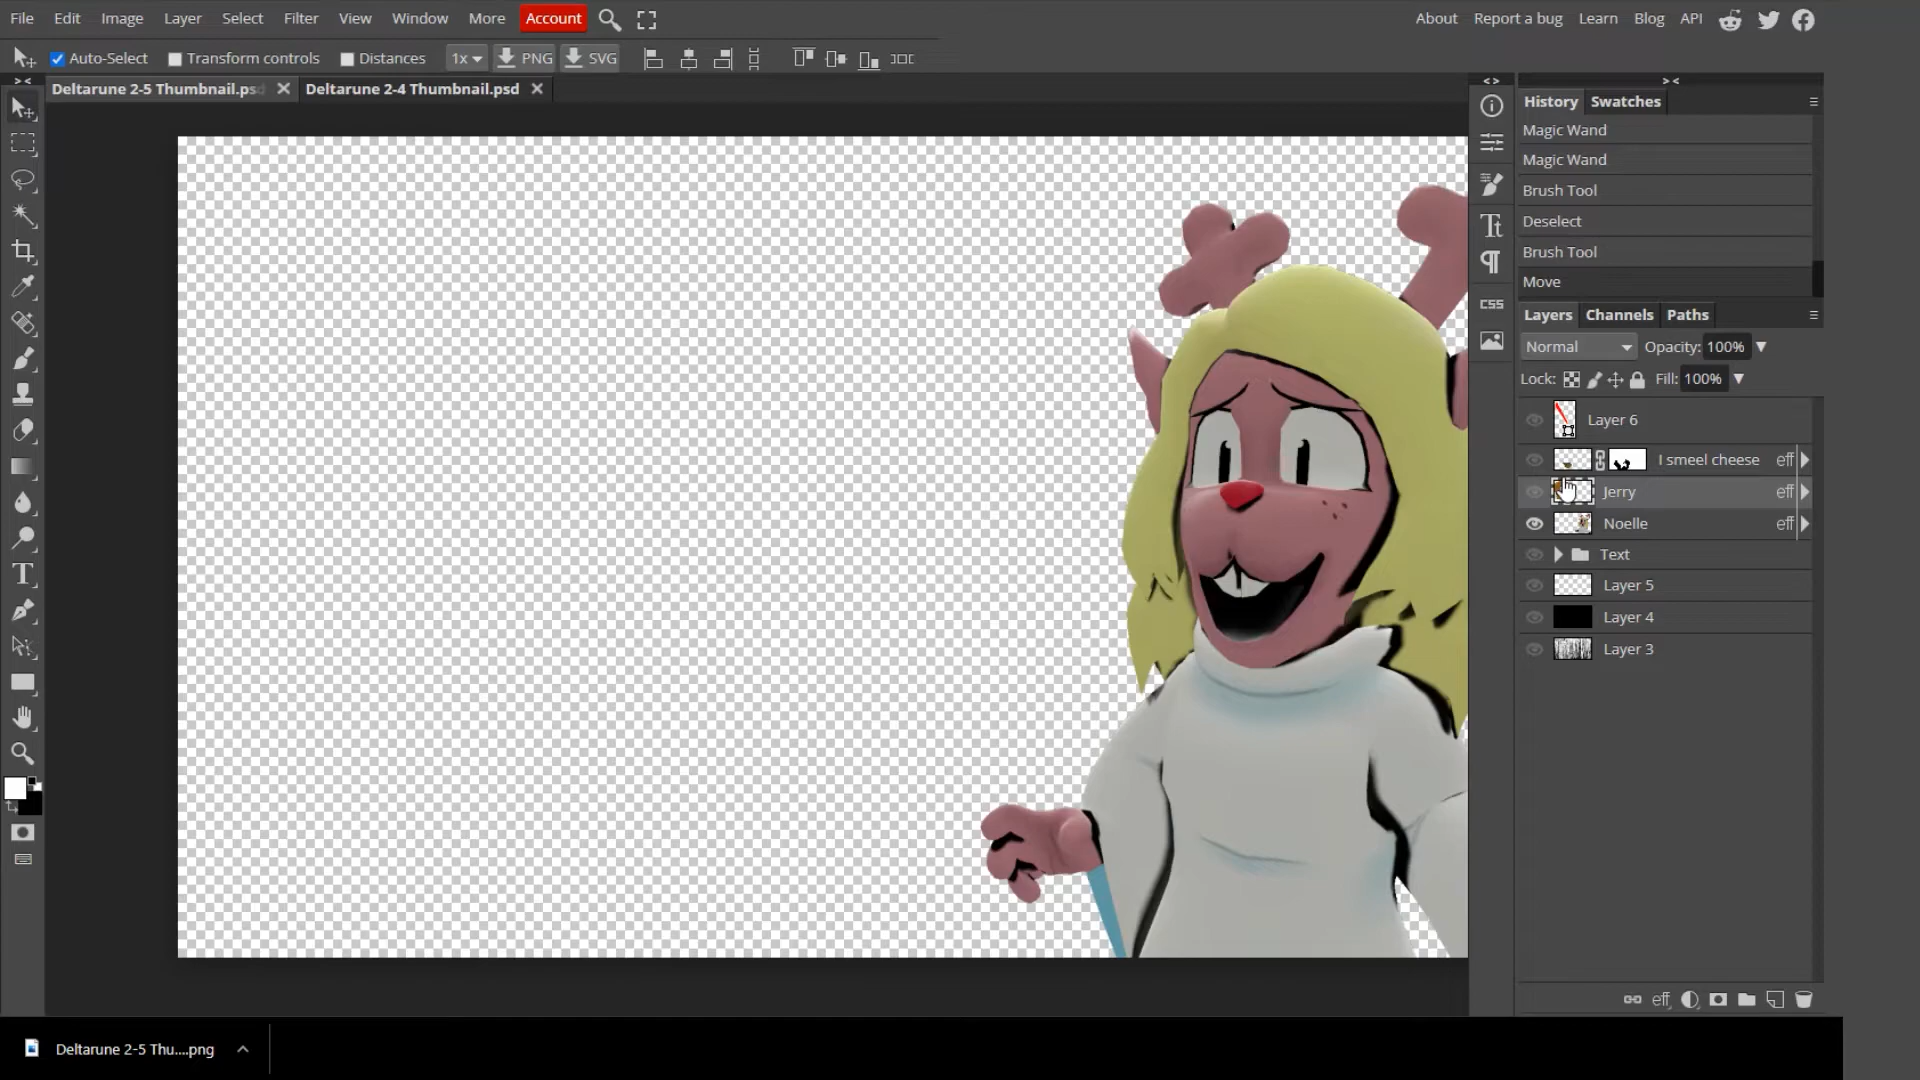 File Edit Image Layer Select Filter View Window More Account About Report a bug Learn Blog API
Auto-Select Transform controls Distances 1x PNG SVG
Deltarune 2-5 Thumbnail.psd Deltarune 2-4 Thumbnail.psd
History Swatches
Magic Wand
Magic Wand
Brush Tool
Deselect
Brush Tool
Move
Layers Channels Paths
Normal Opacity: 100%
Lock: Fill: 100%
Layer 6
I smeel cheese eff
Jerry eff
Noelle eff
Text
Layer 5
Layer 4
Layer 3
CSS
eff
Deltarune 2-5 Thu....png